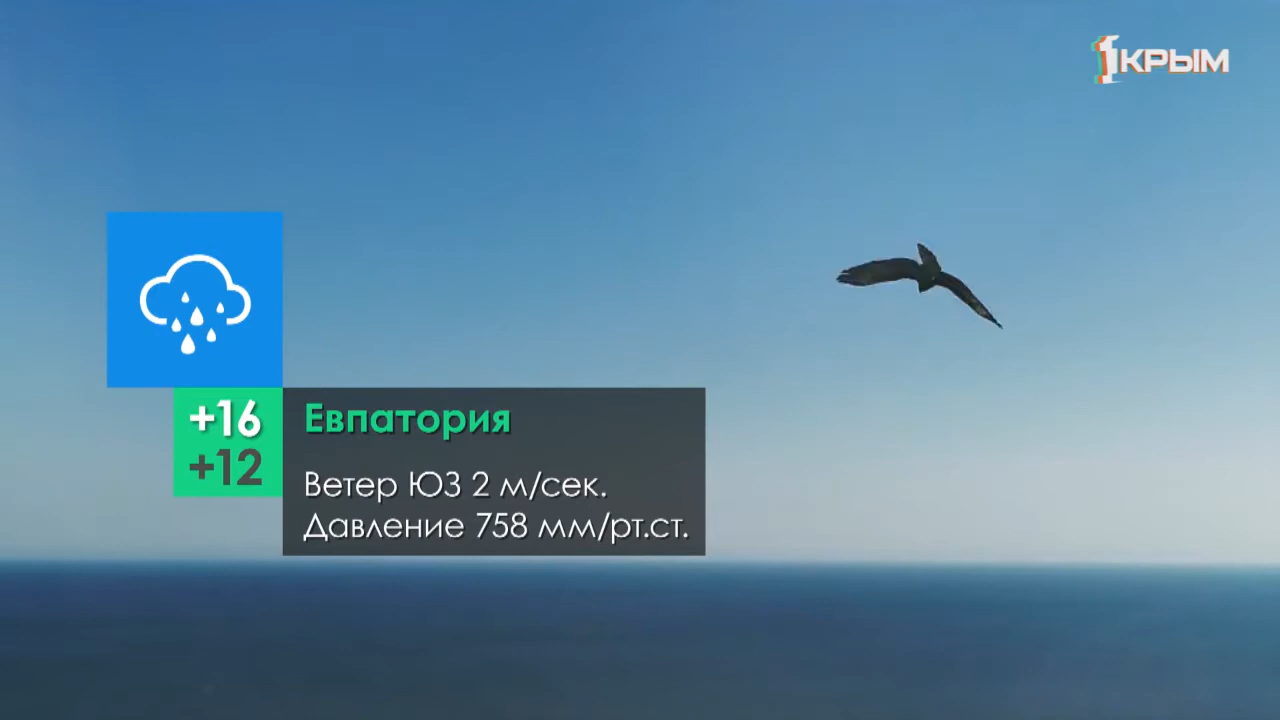 1КРЫМ
+16
+12
Евпатория
Ветер ЮЗ 2 м/сек.
Давление 758 мм/рт.ст.